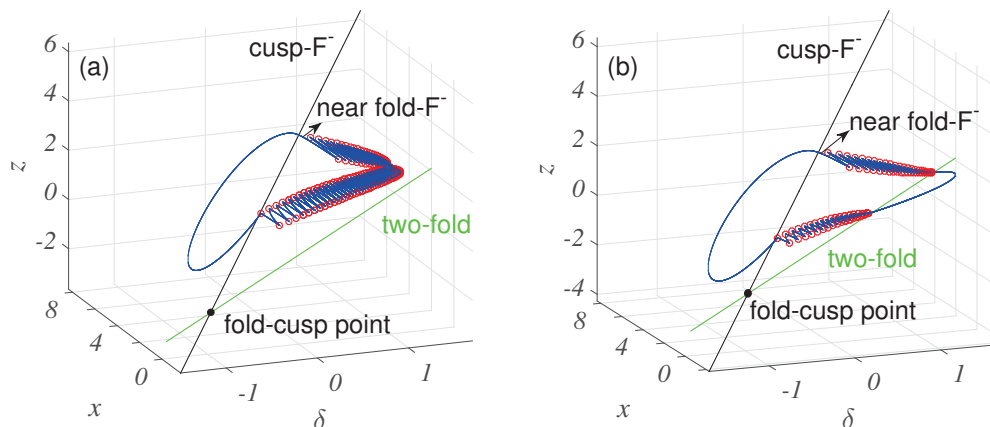 (a)
cusp-F⁻
near fold-F⁻
two-fold
fold-cusp point
z
6
4
2
0
-2
8
4
0
x
-1
0
1
δ
(b)
cusp-F⁻
near fold-F⁻
two-fold
fold-cusp point
z
6
4
2
0
-2
-4
8
4
0
x
-1
0
1
δ